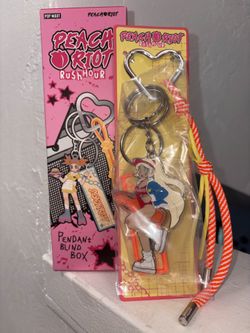 POP MART
PEACH RIOT
PEACH
RIOT
RUSH HOUR
PENDANT
BLIND
BOX
PEACH RIOT